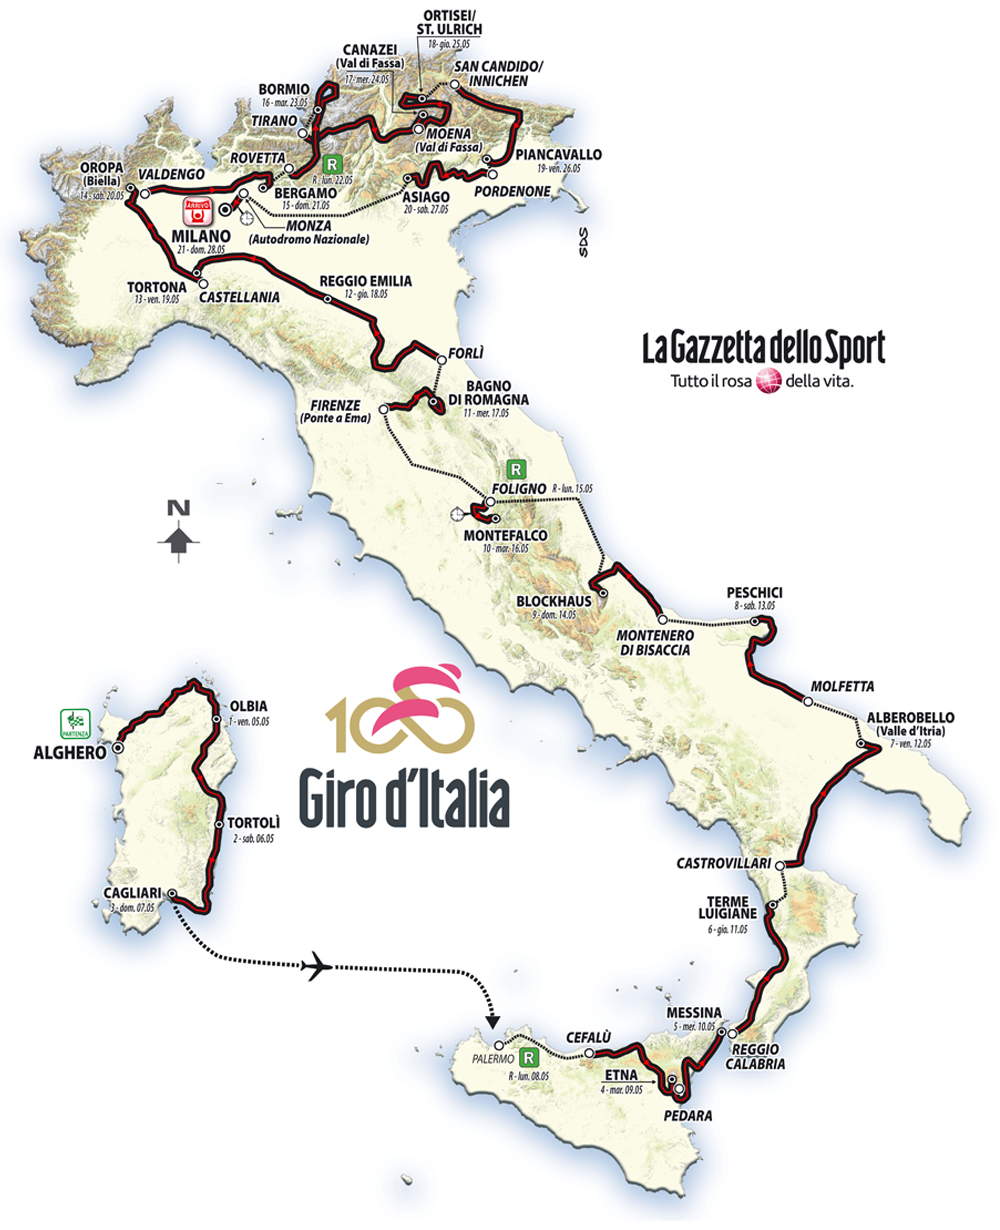 ORTISEI/
ST. ULRICH
18- gio. 25.05
CANAZEI
(Val di Fassa)
17- mer. 24.05
SAN CANDIDO/
INNICHEN
BORMIO
16 - mar. 23.05
TIRANO
MOENA
(Val di Fassa)
PIANCAVALLO
19- ven. 26.05
PORDENONE
ROVETTA
R
R - lun. 22.05
OROPA
(Biella)
14 - sab. 20.05
VALDENGO
BERGAMO
15 - dom. 21.05
ASIAGO
20 - sab. 27.05
ARRIVO
MILANO
21 - dom. 28.05
MONZA
(Autodromo Nazionale)
SDS
TORTONA
13 - ven. 19.05
CASTELLANIA
REGGIO EMILIA
12 - gio. 18.05
La Gazzetta dello Sport
Tutto il rosa della vita.
FORLÌ
BAGNO
DI ROMAGNA
11 - mer. 17.05
FIRENZE
(Ponte a Ema)
R
FOLIGNO R - lun. 15.05
N
MONTEFALCO
10 - mar. 16.05
BLOCKHAUS
9 - dom. 14.05
PESCHICI
8 - sab. 13.05
MONTENERO
DI BISACCIA
MOLFETTA
ALBEROBELLO
(Valle d'Itria)
7 - ven. 12.05
OLBIA
1 - ven. 05.05
PARTENZA
ALGHERO
100
Giro d'Italia
TORTOLÌ
2 - sab. 06.05
CAGLIARI
3 - dom. 07.05
CASTROVILLARI
TERME
LUIGIANE
6 - gio. 11.05
MESSINA
5 - mer. 10.05
REGGIO
CALABRIA
CEFALÙ
PALERMO
R
R - lun. 08.05
ETNA
4 - mar. 09.05
PEDARA